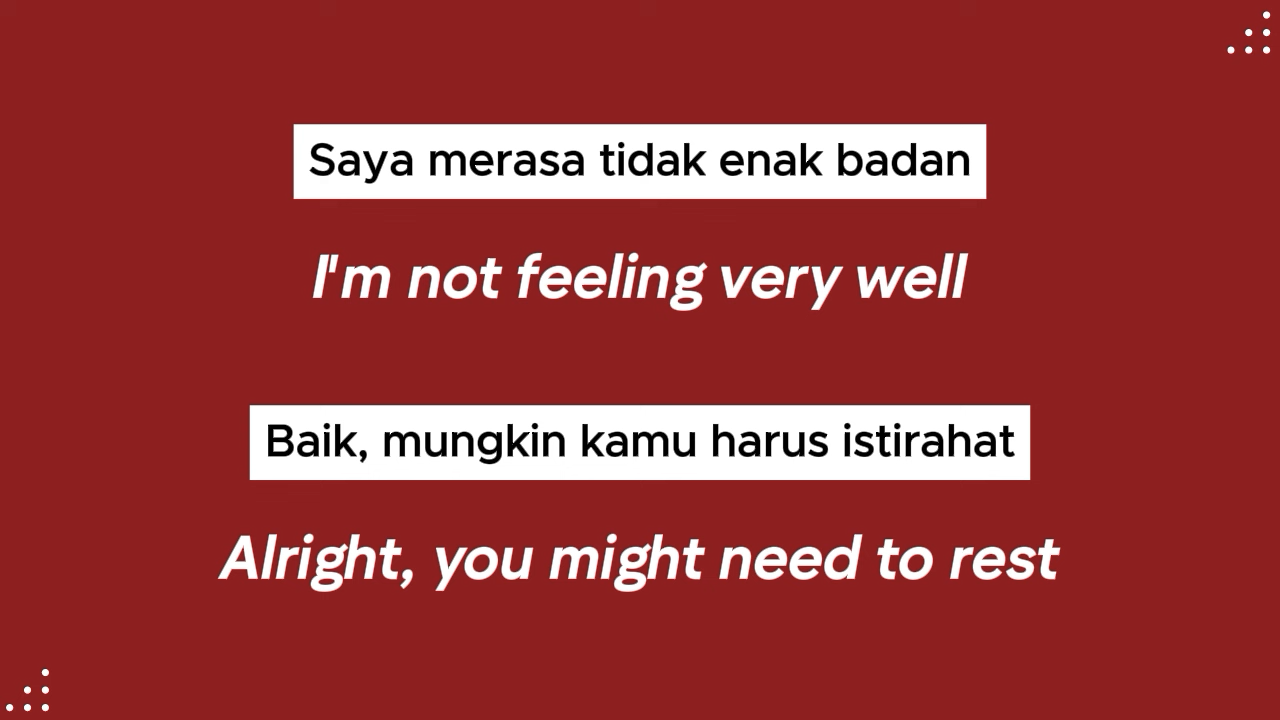 Saya merasa tidak enak badan
I'm not feeling very well
Baik, mungkin kamu harus istirahat
Alright, you might need to rest